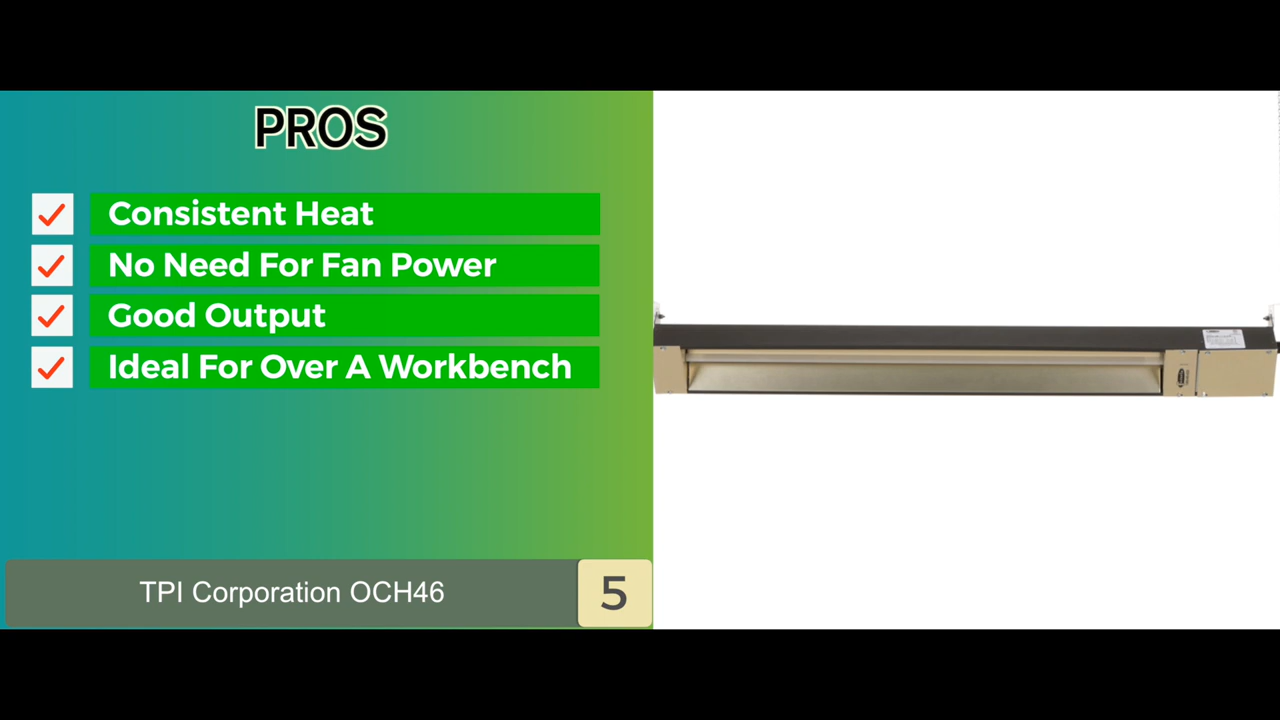 PROS
Consistent Heat
No Need For Fan Power
Good Output
Ideal For Over A Workbench
TPI Corporation OCH46
5